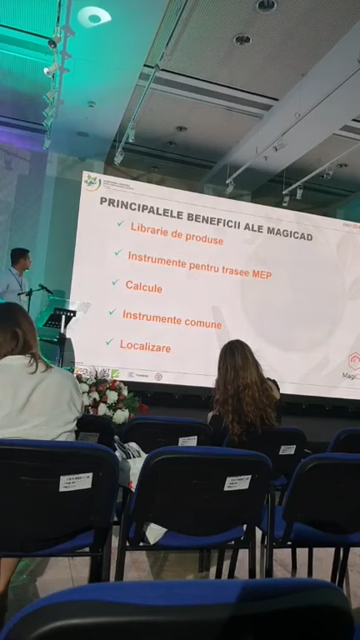 PRINCIPALELE BENEFICII ALE MAGICAD
✓ Librarie de produse
✓ Instrumente pentru trasee MEP
✓ Calcule
✓ Instrumente comune
✓ Localizare